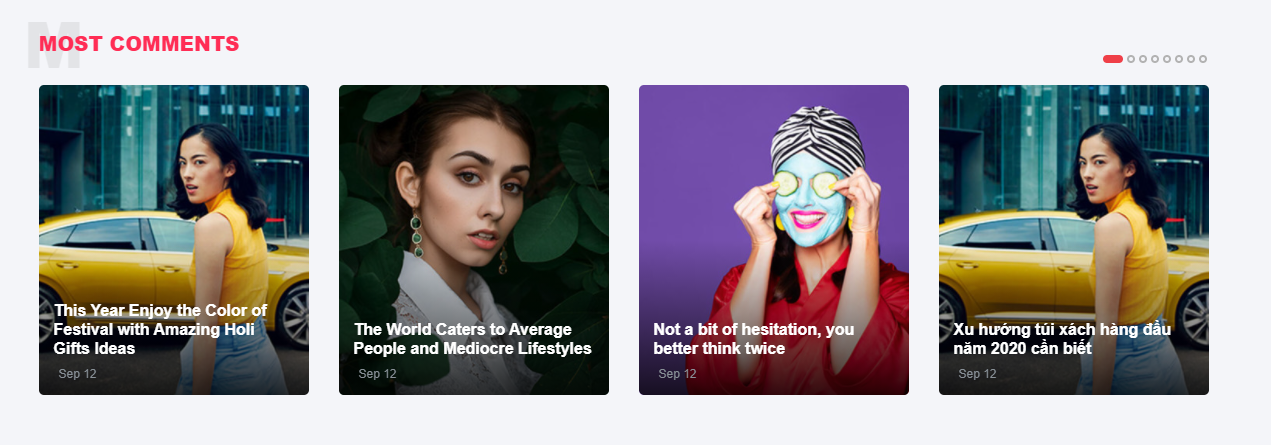 M
MOST COMMENTS
This Year Enjoy the Color of
Festival with Amazing Holi
Gifts Ideas
Sep 12
The World Caters to Average
People and Mediocre Lifestyles
Sep 12
Not a bit of hesitation, you
better think twice
Sep 12
Xu hướng túi xách hàng đầu
năm 2020 cần biết
Sep 12